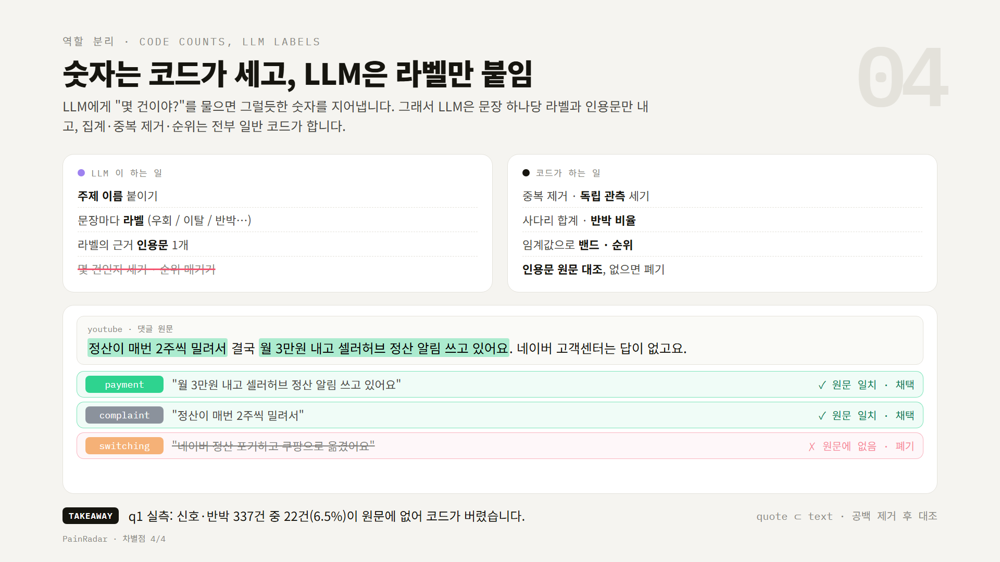 역할 분리 · CODE COUNTS, LLM LABELS
숫자는 코드가 세고, LLM은 라벨만 붙임
04
LLM에게 "몇 건이야?"를 물으면 그럴듯한 숫자를 지어냅니다. 그래서 LLM은 문장 하나당 라벨과 인용문만 내
고, 집계·중복 제거·순위는 전부 일반 코드가 합니다.
LLM 이 하는 일
주제 이름 붙이기
문장마다 라벨 (우회 / 이탈 / 반박…)
라벨의 근거 인용문 1개
몇 건인지 세기 · 순위 매기기
코드가 하는 일
중복 제거 · 독립 관측 세기
사다리 합계 · 반박 비율
임계값으로 밴드 · 순위
인용문 원문 대조, 없으면 폐기
youtube · 댓글 원문
정산이 매번 2주씩 밀려서 결국 월 3만원 내고 셀러허브 정산 알림 쓰고 있어요. 네이버 고객센터는 답이 없고요.
payment "월 3만원 내고 셀러허브 정산 알림 쓰고 있어요" ✓ 원문 일치 · 채택
complaint "정산이 매번 2주씩 밀려서" ✓ 원문 일치 · 채택
switching "네이버 정산 포기하고 쿠팡으로 옮겼어요" ✗ 원문에 없음 · 폐기
TAKEAWAY q1 실측: 신호·반박 337건 중 22건(6.5%)이 원문에 없어 코드가 버렸습니다.
quote ⊂ text · 공백 제거 후 대조
PainRadar · 차별점 4/4